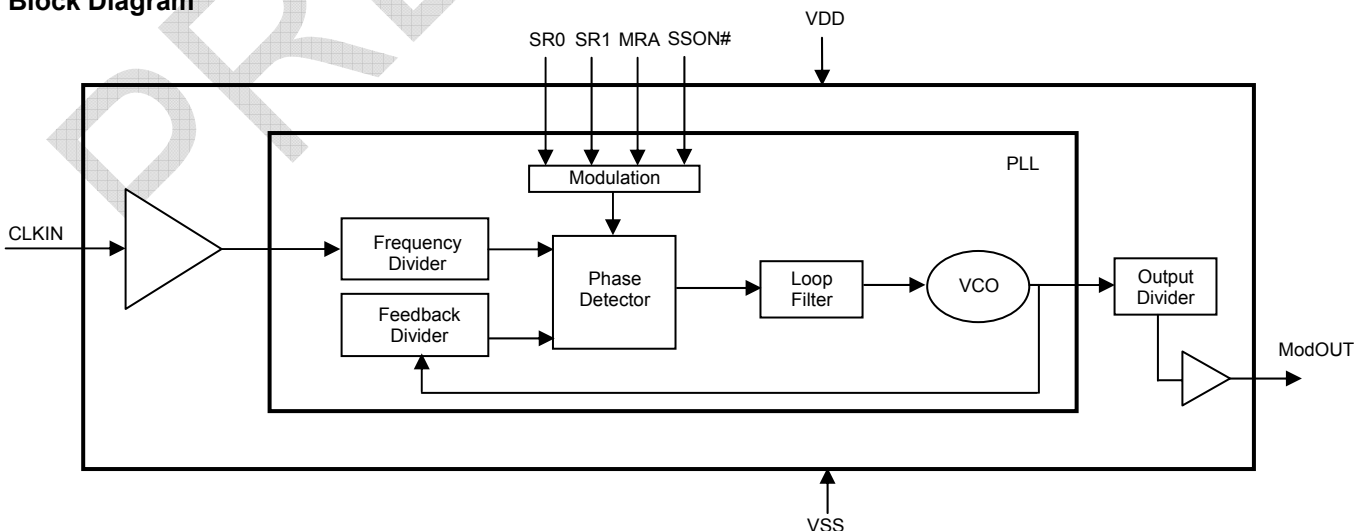 Block Diagram
VDD
SR0 SR1 MRA SSON#
PLL
Modulation
CLKIN
Frequency
Divider
Phase
Detector
Loop
Filter
VCO
Output
Divider
Feedback
Divider
ModOUT
VSS